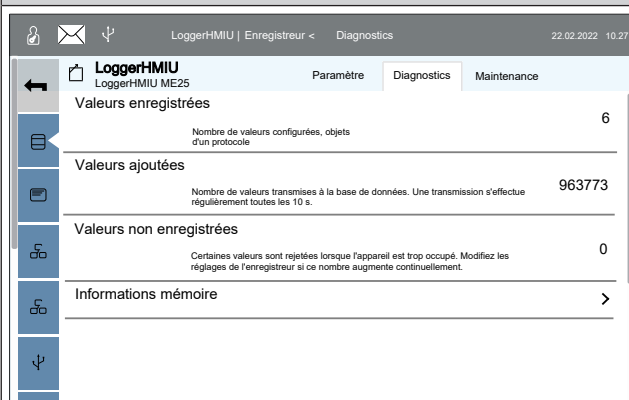 LoggerHMIU | Enregistreur < Diagnostics 22.02.2022 10.27
LoggerHMIU
LoggerHMIU ME25
Paramètre Diagnostics Maintenance
Valeurs enregistrées
6
Nombre de valeurs configurées, objets
d'un protocole
Valeurs ajoutées
963773
Nombre de valeurs transmises à la base de données. Une transmission s'effectue
régulièrement toutes les 10 s.
Valeurs non enregistrées
0
Certaines valeurs sont rejetées lorsque l'appareil est trop occupé. Modifiez les
réglages de l'enregistreur si ce nombre augmente continuellement.
Informations mémoire